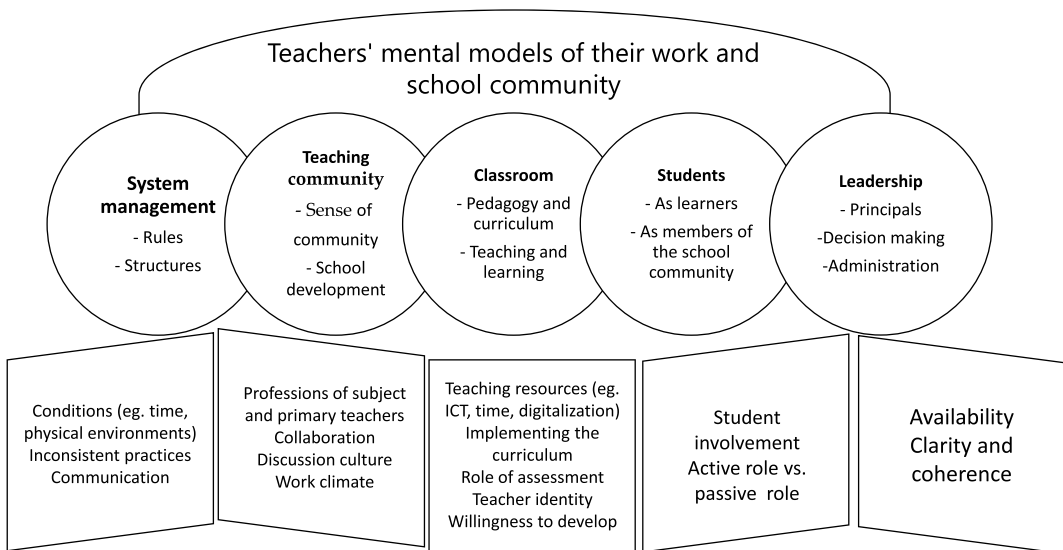 Teachers' mental models of their work and
school community
System
management
- Rules
- Structures
Teaching
community
- Sense of
community
- School
development
Classroom
- Pedagogy and
curriculum
- Teaching and
learning
Students
- As learners
- As members of
the school
community
Leadership
- Principals
-Decision making
-Administration
Conditions (eg. time,
physical environments)
Inconsistent practices
Communication
Professions of subject
and primary teachers
Collaboration
Discussion culture
Work climate
Teaching resources (eg.
ICT, time, digitalization)
Implementing the
curriculum
Role of assessment
Teacher identity
Willingness to develop
Student
involvement
Active role vs.
passive role
Availability
Clarity and
coherence